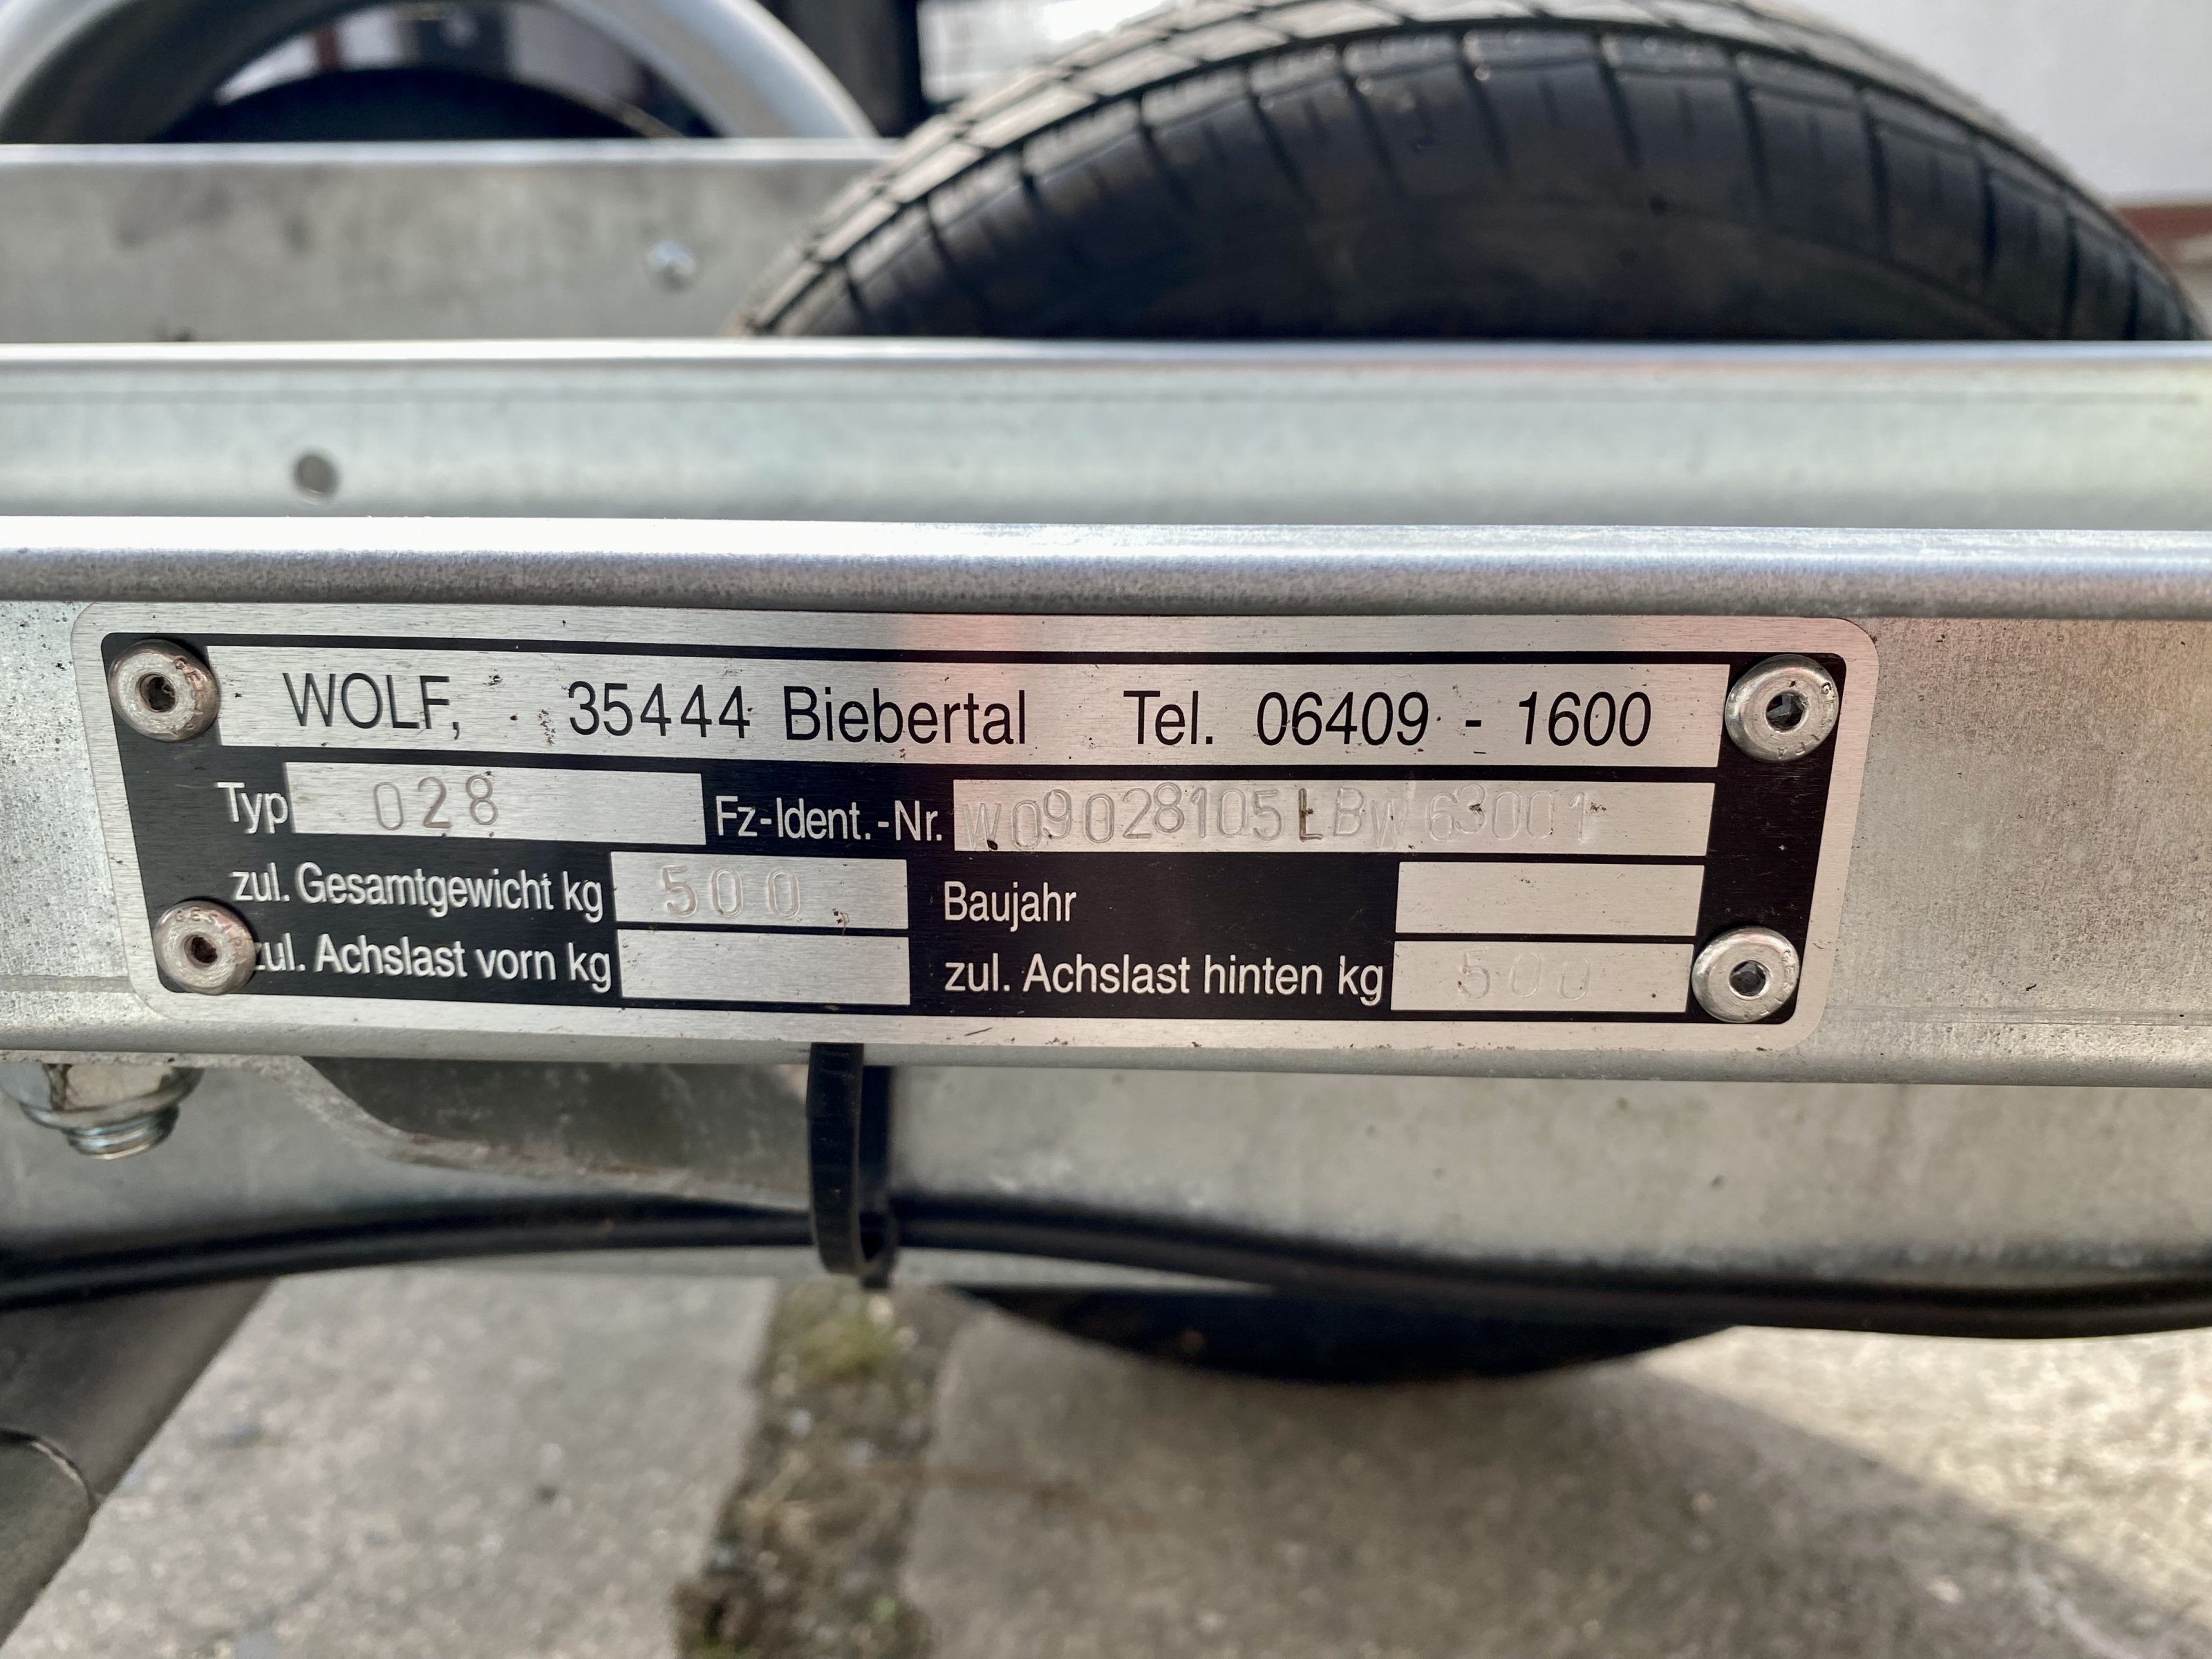 WOLF, 35444 Biebertal Tel. 06409 - 1600
Typ 028 Fz-Ident.-Nr. W09028105LBW63001
zul. Gesamtgewicht kg 500 Baujahr
zul. Achslast vorn kg zul. Achslast hinten kg 500